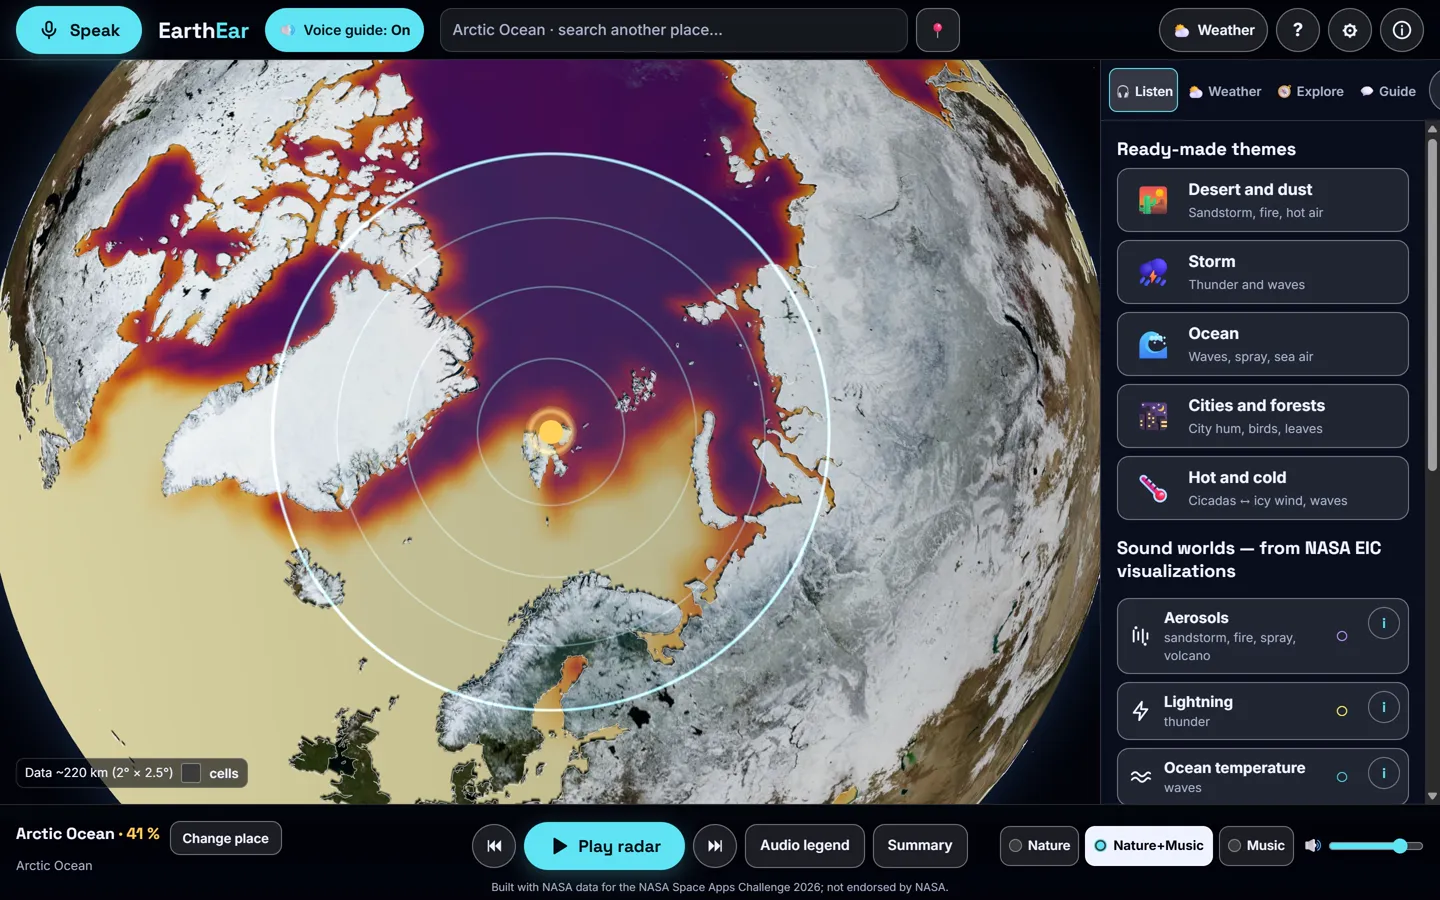 Speak
EarthEar
Voice guide: On
Arctic Ocean · search another place...
Weather
?
Listen
Weather
Explore
Guide
Ready-made themes
Desert and dust
Sandstorm, fire, hot air
Storm
Thunder and waves
Ocean
Waves, spray, sea air
Cities and forests
City hum, birds, leaves
Hot and cold
Cicadas ↔ icy wind, waves
Sound worlds — from NASA EIC
visualizations
Aerosols
sandstorm, fire, spray,
volcano
i
Lightning
thunder
i
Ocean temperature
waves
i
Data ~220 km (2° × 2.5°)
cells
Arctic Ocean · 41 %
Arctic Ocean
Change place
Play radar
Audio legend
Summary
Nature
Nature+Music
Music
Built with NASA data for the NASA Space Apps Challenge 2026; not endorsed by NASA.